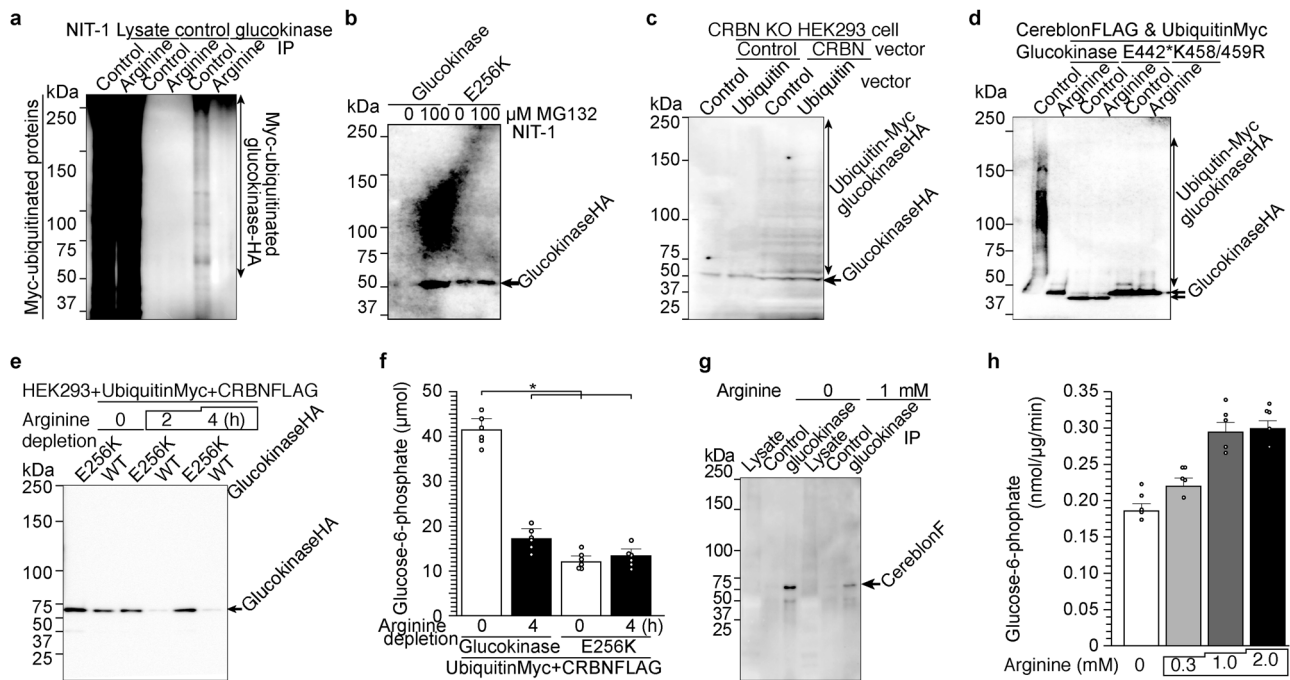 a
NIT-1 Lysate control glucokinase
IP
Control
Arginine
Control
Arginine
Control
Arginine
kDa
250
150
100
75
50
37
Myc-ubiquitinated proteins
Myc-ubiquitinated
glucokinase-HA
b
Glucokinase
E256K
kDa
0 100 0 100 µM MG132
NIT-1
250
150
100
75
50
37
GlucokinaseHA
c
CRBN KO HEK293 cell
Control CRBN vector
Control
Ubiquitin
Control
Ubiquitin
vector
kDa
250
150
100
75
50
37
25
Ubiquitin-Myc
glucokinaseHA
GlucokinaseHA
d
CereblonFLAG & UbiquitinMyc
Glucokinase E442*K458/459R
Control
Arginine
Control
Arginine
Control
Arginine
kDa
250
150
100
75
50
37
25
Ubiqutin-Myc
glucokinaseHA
GlucokinaseHA
e
HEK293+UbiquitinMyc+CRBNFLAG
Arginine 0 2 4 (h)
depletion
E256K
WT
E256K
WT
E256K
WT
GlucokinaseHA
kDa
250
150
100
75
50
37
25
GlucokinaseHA
f
Glucose-6-phosphate (µmol)
50
40
30
20
10
0
*
Arginine
depletion
0 4 0 4 (h)
Glucokinase E256K
UbiquitinMyc+CRBNFLAG
g
Arginine 0 1 mM
Lysate
Control
glucokinase
Lysate
Control
glucokinase
IP
kDa
250
150
100
75
50
37
25
CereblonF
h
Glucose-6-phophate
(nmol/µg/min)
0.35
0.30
0.25
0.20
0.15
0.10
0.05
0
Arginine (mM) 0 0.3 1.0 2.0